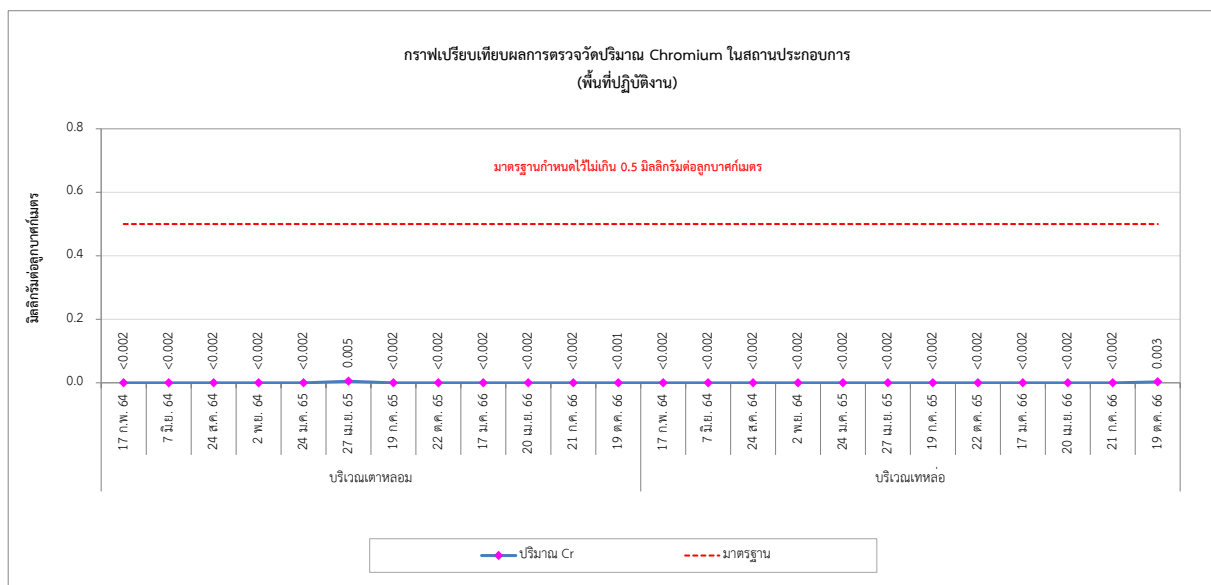 กราฟเปรียบเทียบผลการตรวจวัดปริมาณ Chromium ในสถานประกอบการ
(พื้นที่ปฏิบัติงาน)
มิลลิกรัมต่อลูกบาศก์เมตร
0.8
0.6
0.4
0.2
0.0
มาตรฐานกำหนดไว้ไม่เกิน 0.5 มิลลิกรัมต่อลูกบาศก์เมตร
<0.002 <0.002 <0.002 <0.002 <0.002 0.005 <0.002 <0.002 <0.002 <0.002 <0.002 <0.001 <0.002 <0.002 <0.002 <0.002 <0.002 <0.002 <0.002 <0.002 <0.002 <0.002 <0.002 0.003
17 ก.พ. 64 7 มิ.ย. 64 24 ส.ค. 64 2 พ.ย. 64 24 ม.ค. 65 27 เม.ย. 65 19 ก.ค. 65 22 ต.ค. 65 17 ม.ค. 66 20 เม.ย. 66 21 ก.ค. 66 19 ต.ค. 66 17 ก.พ. 64 7 มิ.ย. 64 24 ส.ค. 64 2 พ.ย. 64 24 ม.ค. 65 27 เม.ย. 65 19 ก.ค. 65 22 ต.ค. 65 17 ม.ค. 66 20 เม.ย. 66 21 ก.ค. 66 19 ต.ค. 66
บริเวณเตาหลอม บริเวณเทหล่อ
ปริมาณ Cr มาตรฐาน